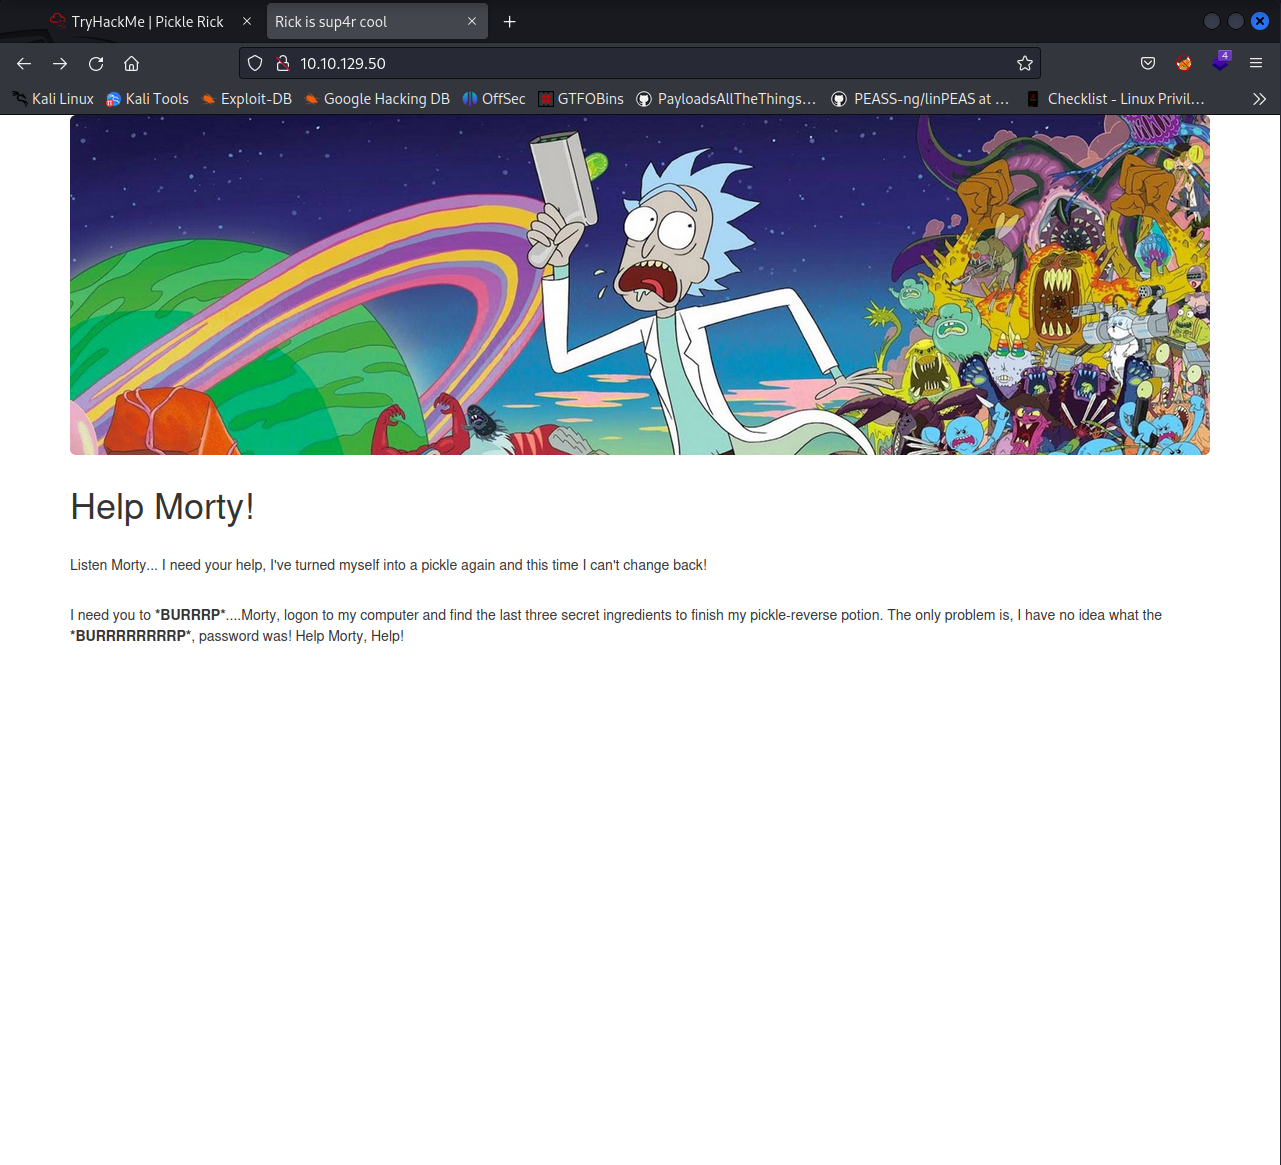 TryHackMe | Pickle Rick
Rick is sup4r cool
10.10.129.50
4
Kali Linux Kali Tools Exploit-DB Google Hacking DB OffSec GTFOBins PayloadsAllTheThings… PEASS-ng/linPEAS at … Checklist - Linux Privil…
Help Morty!
Listen Morty... I need your help, I've turned myself into a pickle again and this time I can't change back!
I need you to *BURRRP*....Morty, logon to my computer and find the last three secret ingredients to finish my pickle-reverse potion. The only problem is, I have no idea what the
*BURRRRRRRRP*, password was! Help Morty, Help!